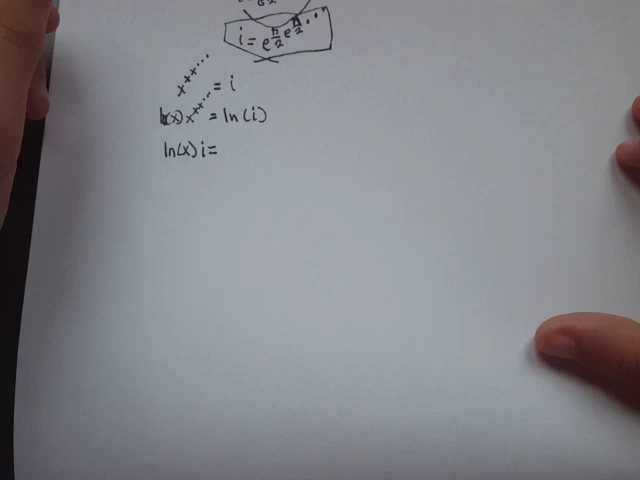 i = e^π/2 e^π/2 ...
x^x^x^... = i
ln(x) x^x^x^... = ln(i)
ln(x) i =